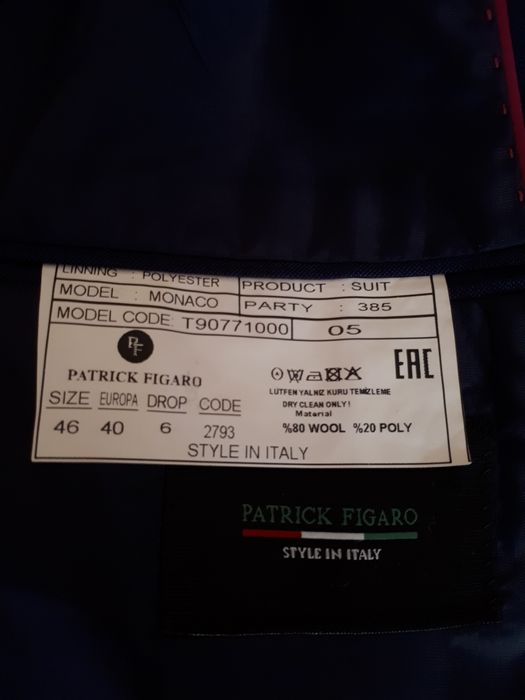 LINNING : POLYESTER PRODUCT : SUIT
MODEL : MONACO PARTY : 385
MODEL CODE: T90771000 05
PF
EAC
PATRICK FIGARO
LUTFEN YALNIZ KURU TEMIZLEME
DRY CLEAN ONLY!
Material
%80 WOOL %20 POLY
SIZE EUROPA DROP CODE
46 40 6 2793
STYLE IN ITALY
PATRICK FIGARO
STYLE IN ITALY